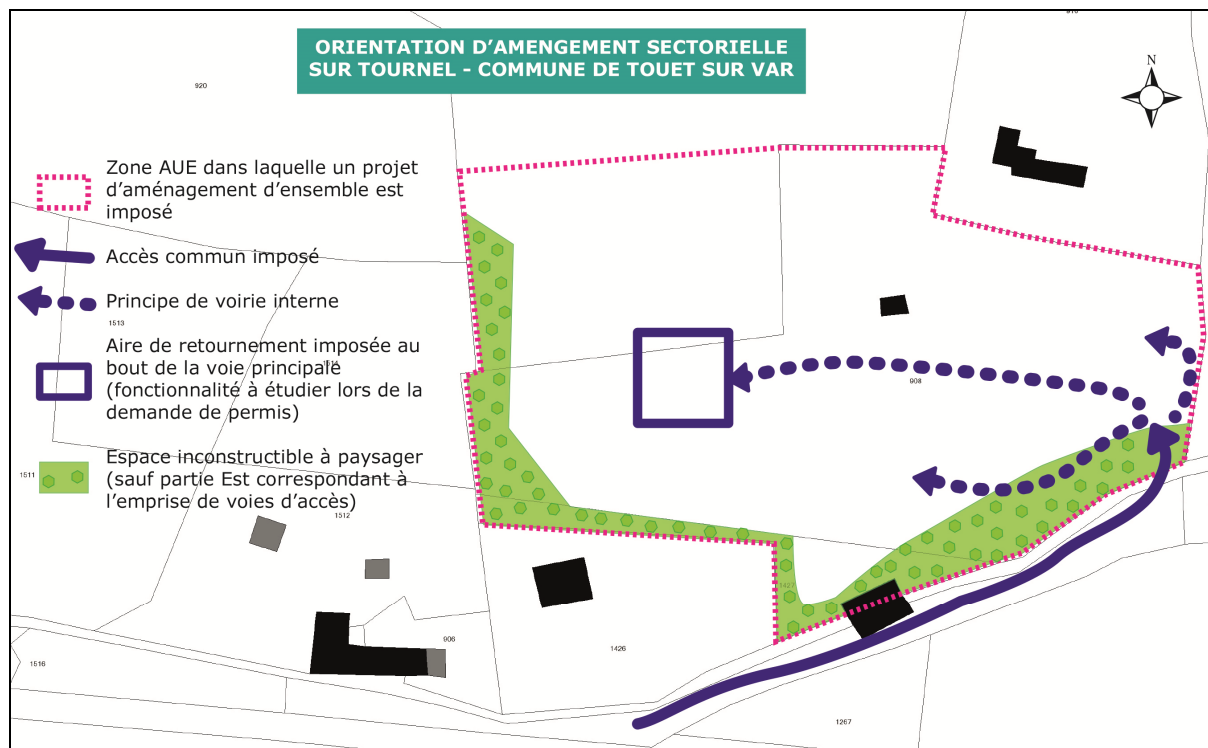 ORIENTATION D’AMENGEMENT SECTORIELLE
SUR TOURNEL - COMMUNE DE TOUET SUR VAR
N
920
Zone AUE dans laquelle un projet
d’aménagement d’ensemble est
imposé
Accès commun imposé
Principe de voirie interne
1513
Aire de retournement imposée au
bout de la voie principale
(fonctionnalité à étudier lors de la
demande de permis)
908
Espace inconstructible à paysager
(sauf partie Est correspondant à
l’emprise de voies d’accès)
1511
1512
1427
906
1426
1516
1267